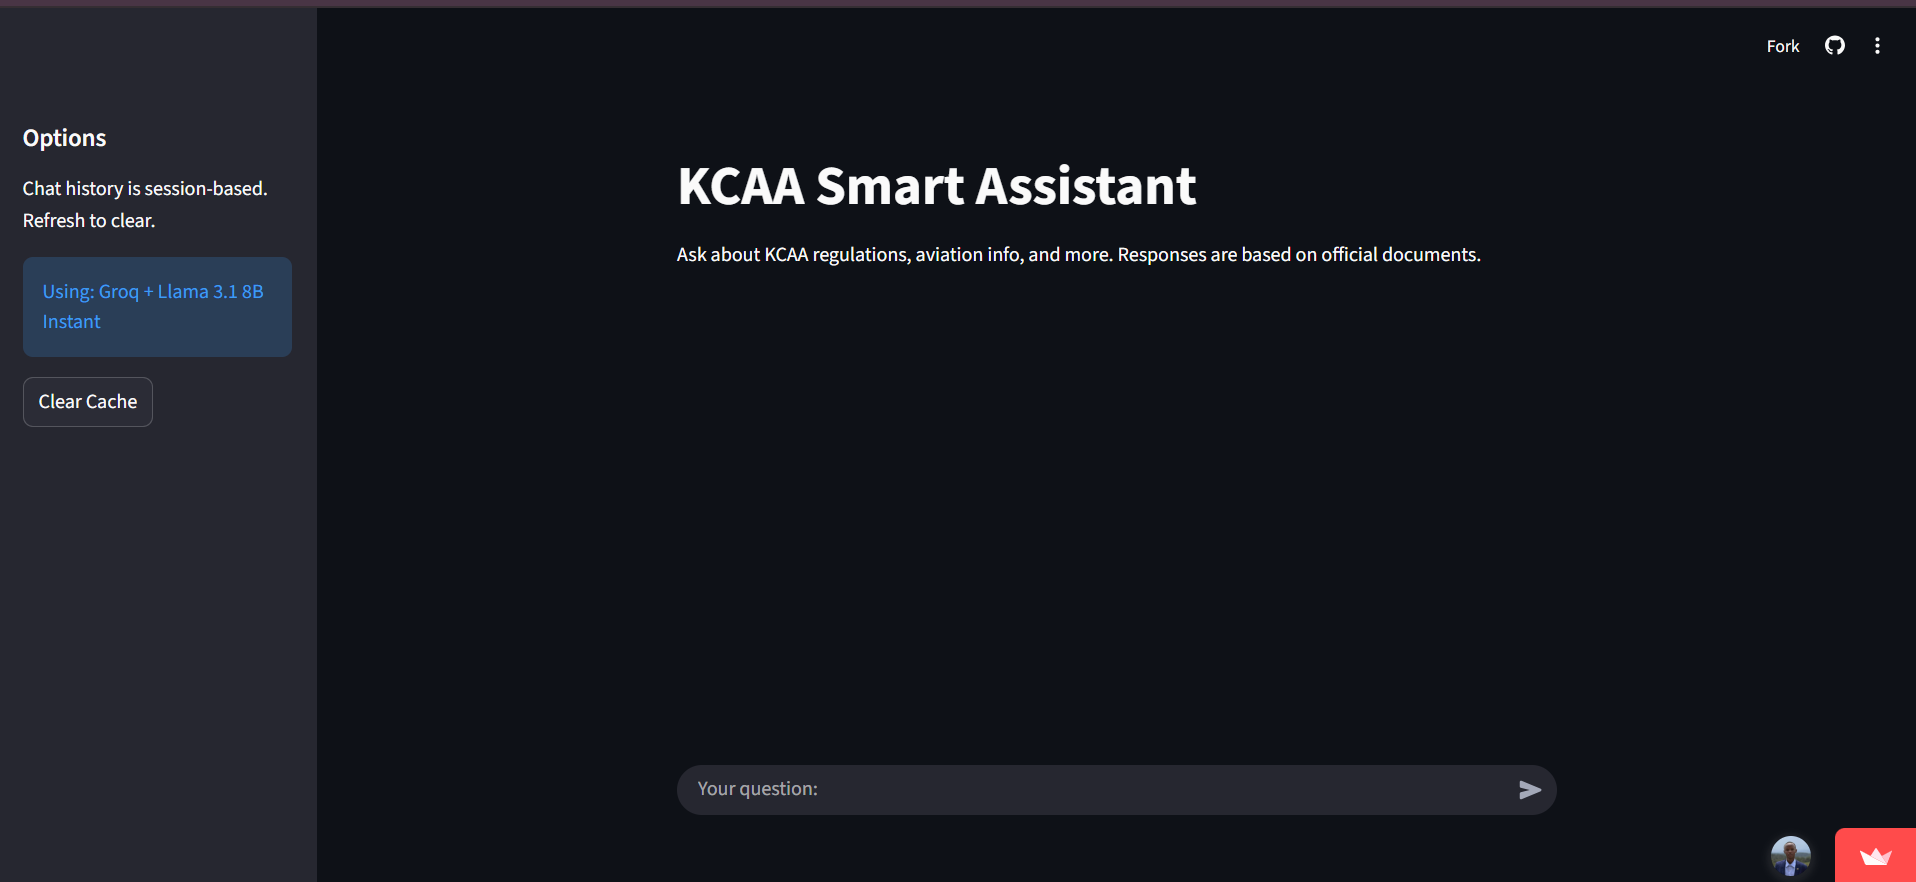 Fork
Options
Chat history is session-based.
Refresh to clear.
Using: Groq + Llama 3.1 8B
Instant
Clear Cache
KCAA Smart Assistant
Ask about KCAA regulations, aviation info, and more. Responses are based on official documents.
Your question: